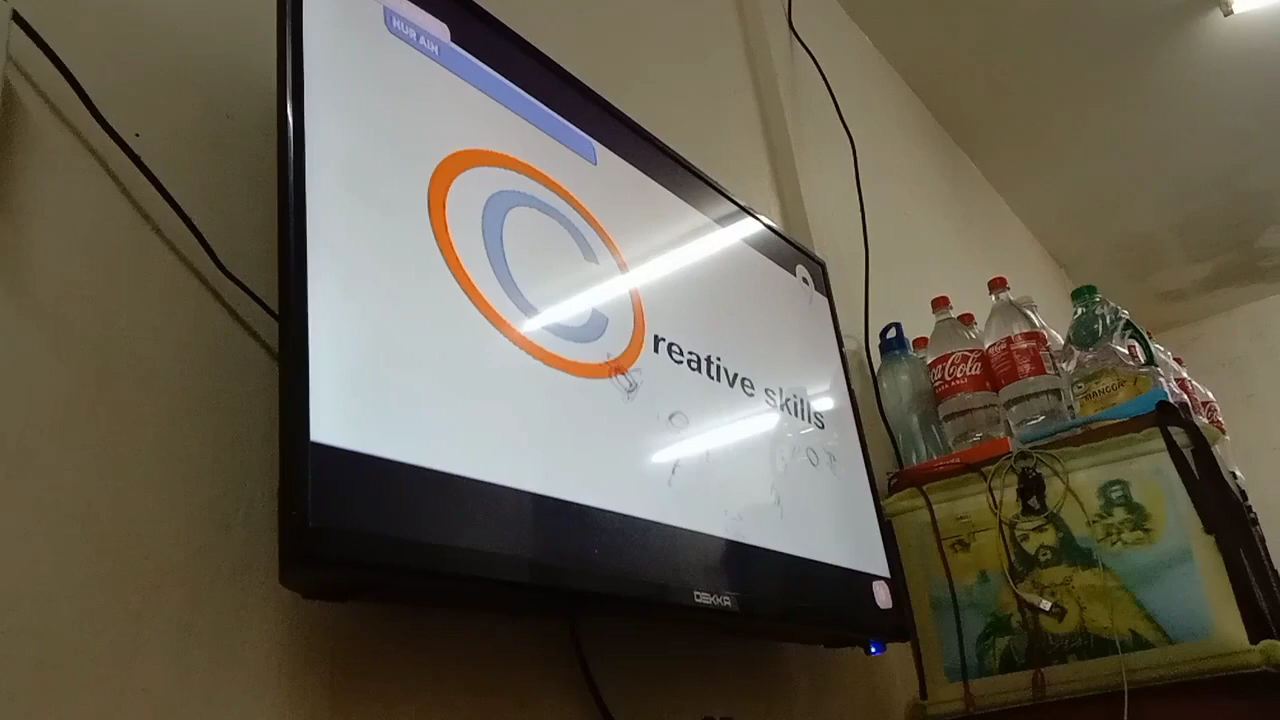 NUR AIN
C
reative skills
DEKKA
Coca-Cola
Coca-Cola
MANGGA